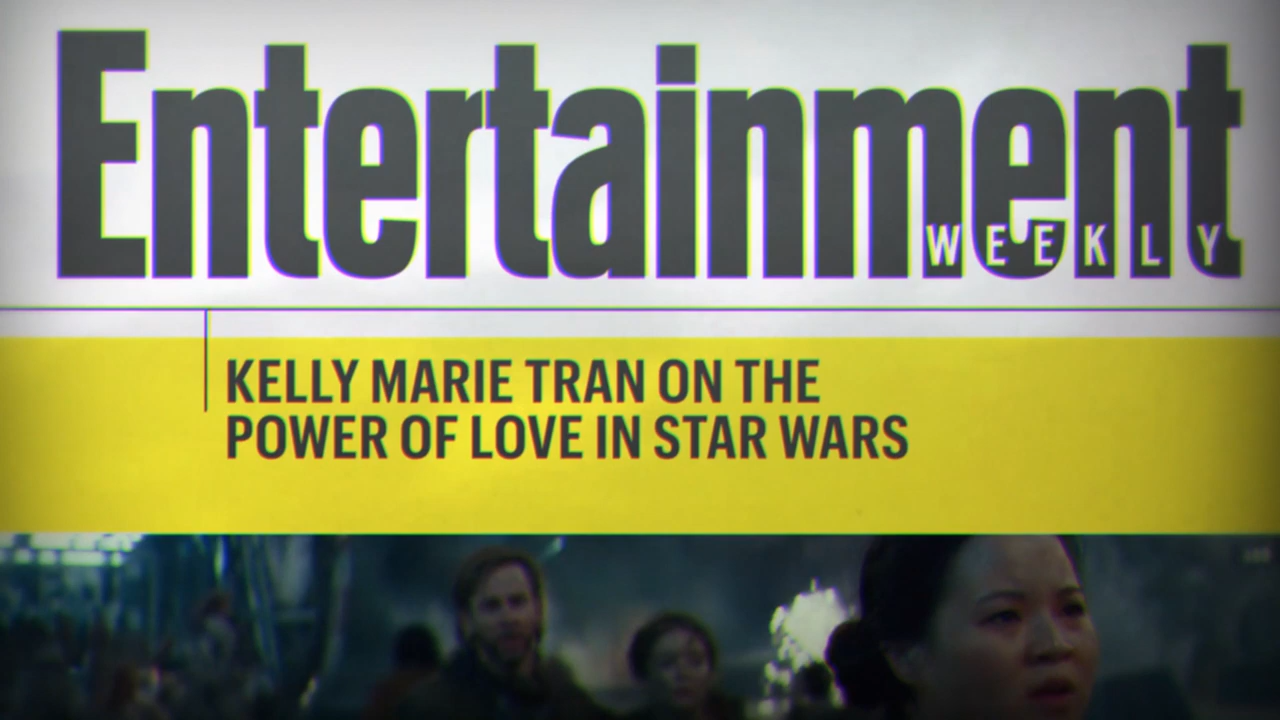 Entertainment
WEEKLY
KELLY MARIE TRAN ON THE
POWER OF LOVE IN STAR WARS